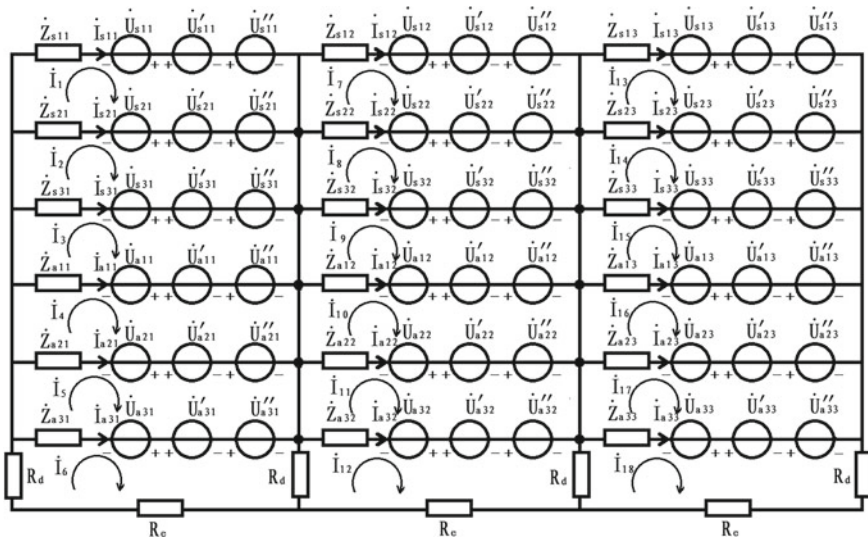 Żs11 İs11 U̇s11 U̇′s11 U̇″s11 Żs12 İs12 U̇s12 U̇′s12 U̇″s12 Żs13 İs13 U̇s13 U̇′s13 U̇″s13
İ1 İ7 İ13
Żs21 İs21 U̇s21 U̇′s21 U̇″s21 Żs22 İs22 U̇s22 U̇′s22 U̇″s22 Żs23 İs23 U̇s23 U̇′s23 U̇″s23
İ2 İ8 İ14
Żs31 İs31 U̇s31 U̇′s31 U̇″s31 Żs32 İs32 U̇s32 U̇′s32 U̇″s32 Żs33 İs33 U̇s33 U̇′s33 U̇″s33
İ3 İ9 İ15
Ża11 İa11 U̇a11 U̇′a11 U̇″a11 Ża12 İa12 U̇a12 U̇′a12 U̇″a12 Ża13 İa13 U̇a13 U̇′a13 U̇″a13
İ4 İ10 İ16
Ża21 İa21 U̇a21 U̇′a21 U̇″a21 Ża22 İa22 U̇a22 U̇′a22 U̇″a22 Ża23 İa23 U̇a23 U̇′a23 U̇″a23
İ5 İ11 İ17
Ża31 İa31 U̇a31 U̇′a31 U̇″a31 Ża32 İa32 U̇a32 U̇′a32 U̇″a32 Ża33 İa33 U̇a33 U̇′a33 U̇″a33
Rd İ6 Rd İ12 Rd İ18 Rd
Rc Rc Rc